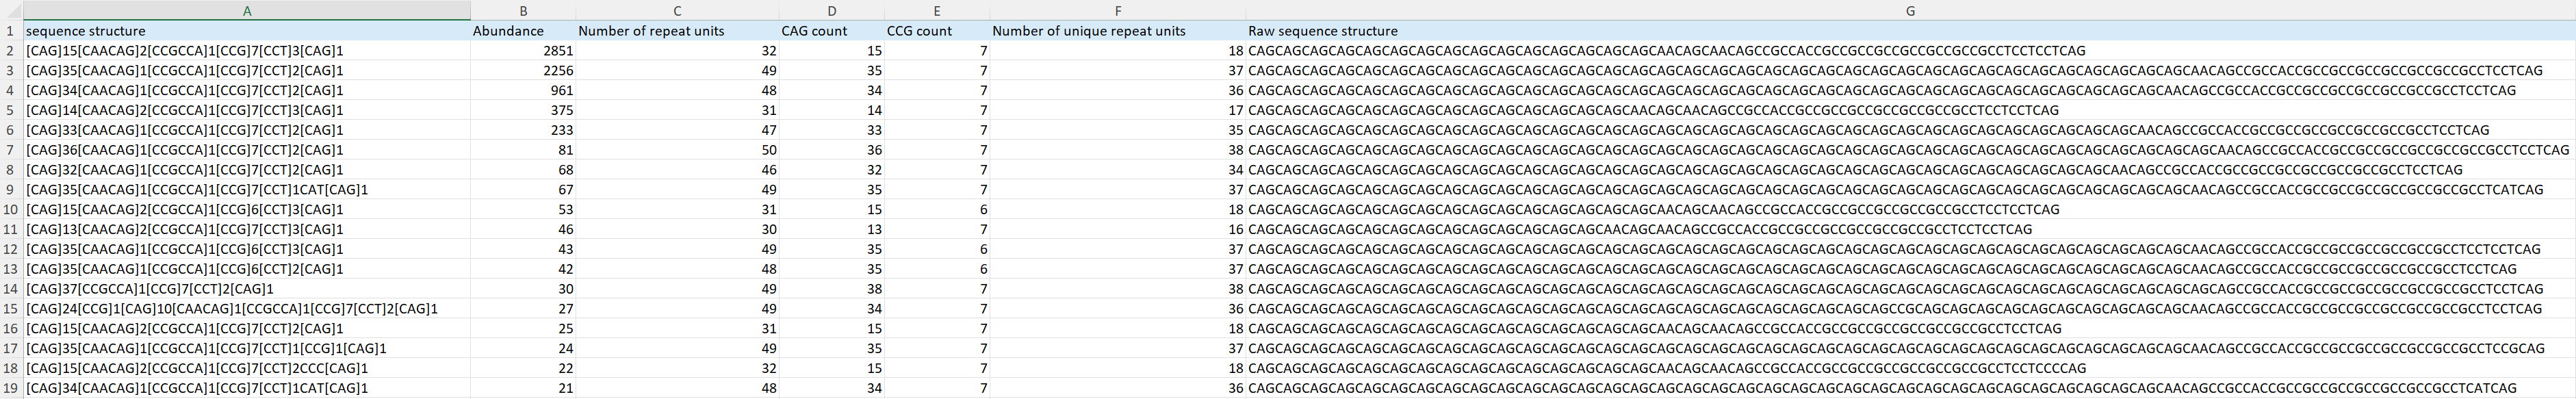 A B C D E F G
1 sequence structure Abundance Number of repeat units CAG count CCG count Number of unique repeat units Raw sequence structure
2 [CAG]15[CAACAG]2[CCGCCA]1[CCG]7[CCT]3[CAG]1 2851 32 15 7 18 CAGCAGCAGCAGCAGCAGCAGCAGCAGCAGCAGCAGCAGCAGCAGCAACAGCAACAGCCGCCACCGCCGCCGCCGCCGCCGCCGCCTCCTCCTCAG
3 [CAG]35[CAACAG]1[CCGCCA]1[CCG]7[CCT]2[CAG]1 2256 49 35 7 37 CAGCAGCAGCAGCAGCAGCAGCAGCAGCAGCAGCAGCAGCAGCAGCAGCAGCAGCAGCAGCAGCAGCAGCAGCAGCAGCAGCAGCAGCAGCAGCAGCAGCAGCAGCAACAGCCGCCACCGCCGCCGCCGCCGCCGCCGCCTCCTCAG
4 [CAG]34[CAACAG]1[CCGCCA]1[CCG]7[CCT]2[CAG]1 961 48 34 7 36 CAGCAGCAGCAGCAGCAGCAGCAGCAGCAGCAGCAGCAGCAGCAGCAGCAGCAGCAGCAGCAGCAGCAGCAGCAGCAGCAGCAGCAGCAGCAGCAGCAGCAGCAACAGCCGCCACCGCCGCCGCCGCCGCCGCCGCCTCCTCAG
5 [CAG]14[CAACAG]2[CCGCCA]1[CCG]7[CCT]3[CAG]1 375 31 14 7 17 CAGCAGCAGCAGCAGCAGCAGCAGCAGCAGCAGCAGCAGCAGCAACAGCAACAGCCGCCACCGCCGCCGCCGCCGCCGCCGCCTCCTCCTCAG
6 [CAG]33[CAACAG]1[CCGCCA]1[CCG]7[CCT]2[CAG]1 233 47 33 7 35 CAGCAGCAGCAGCAGCAGCAGCAGCAGCAGCAGCAGCAGCAGCAGCAGCAGCAGCAGCAGCAGCAGCAGCAGCAGCAGCAGCAGCAGCAGCAGCAGCAGCAACAGCCGCCACCGCCGCCGCCGCCGCCGCCGCCTCCTCAG
7 [CAG]36[CAACAG]1[CCGCCA]1[CCG]7[CCT]2[CAG]1 81 50 36 7 38 CAGCAGCAGCAGCAGCAGCAGCAGCAGCAGCAGCAGCAGCAGCAGCAGCAGCAGCAGCAGCAGCAGCAGCAGCAGCAGCAGCAGCAGCAGCAGCAGCAGCAGCAGCAGCAACAGCCGCCACCGCCGCCGCCGCCGCCGCCGCCTCCTCAG
8 [CAG]32[CAACAG]1[CCGCCA]1[CCG]7[CCT]2[CAG]1 68 46 32 7 34 CAGCAGCAGCAGCAGCAGCAGCAGCAGCAGCAGCAGCAGCAGCAGCAGCAGCAGCAGCAGCAGCAGCAGCAGCAGCAGCAGCAGCAGCAGCAGCAGCAACAGCCGCCACCGCCGCCGCCGCCGCCGCCGCCTCCTCAG
9 [CAG]35[CAACAG]1[CCGCCA]1[CCG]7[CCT]1CAT[CAG]1 67 49 35 7 37 CAGCAGCAGCAGCAGCAGCAGCAGCAGCAGCAGCAGCAGCAGCAGCAGCAGCAGCAGCAGCAGCAGCAGCAGCAGCAGCAGCAGCAGCAGCAGCAGCAGCAGCAGCAACAGCCGCCACCGCCGCCGCCGCCGCCGCCGCCTCATCAG
10 [CAG]15[CAACAG]2[CCGCCA]1[CCG]6[CCT]3[CAG]1 53 31 15 6 18 CAGCAGCAGCAGCAGCAGCAGCAGCAGCAGCAGCAGCAGCAGCAGCAACAGCAACAGCCGCCACCGCCGCCGCCGCCGCCGCCTCCTCCTCAG
11 [CAG]13[CAACAG]2[CCGCCA]1[CCG]7[CCT]3[CAG]1 46 30 13 7 16 CAGCAGCAGCAGCAGCAGCAGCAGCAGCAGCAGCAGCAGCAACAGCAACAGCCGCCACCGCCGCCGCCGCCGCCGCCGCCTCCTCCTCAG
12 [CAG]35[CAACAG]1[CCGCCA]1[CCG]6[CCT]3[CAG]1 43 49 35 6 37 CAGCAGCAGCAGCAGCAGCAGCAGCAGCAGCAGCAGCAGCAGCAGCAGCAGCAGCAGCAGCAGCAGCAGCAGCAGCAGCAGCAGCAGCAGCAGCAGCAGCAGCAGCAACAGCCGCCACCGCCGCCGCCGCCGCCGCCTCCTCCTCAG
13 [CAG]35[CAACAG]1[CCGCCA]1[CCG]6[CCT]2[CAG]1 42 48 35 6 37 CAGCAGCAGCAGCAGCAGCAGCAGCAGCAGCAGCAGCAGCAGCAGCAGCAGCAGCAGCAGCAGCAGCAGCAGCAGCAGCAGCAGCAGCAGCAGCAGCAGCAGCAGCAACAGCCGCCACCGCCGCCGCCGCCGCCGCCTCCTCAG
14 [CAG]37[CCGCCA]1[CCG]7[CCT]2[CAG]1 30 49 38 7 38 CAGCAGCAGCAGCAGCAGCAGCAGCAGCAGCAGCAGCAGCAGCAGCAGCAGCAGCAGCAGCAGCAGCAGCAGCAGCAGCAGCAGCAGCAGCAGCAGCAGCAGCAGCAGCAGCCGCCACCGCCGCCGCCGCCGCCGCCGCCTCCTCAG
15 [CAG]24[CCG]1[CAG]10[CAACAG]1[CCGCCA]1[CCG]7[CCT]2[CAG]1 27 49 34 7 36 CAGCAGCAGCAGCAGCAGCAGCAGCAGCAGCAGCAGCAGCAGCAGCAGCAGCAGCAGCAGCAGCAGCAGCAGCCGCAGCAGCAGCAGCAGCAGCAGCAGCAGCAGCAACAGCCGCCACCGCCGCCGCCGCCGCCGCCGCCTCCTCAG
16 [CAG]15[CAACAG]2[CCGCCA]1[CCG]7[CCT]2[CAG]1 25 31 15 7 18 CAGCAGCAGCAGCAGCAGCAGCAGCAGCAGCAGCAGCAGCAGCAGCAACAGCAACAGCCGCCACCGCCGCCGCCGCCGCCGCCGCCTCCTCAG
17 [CAG]35[CAACAG]1[CCGCCA]1[CCG]7[CCT]1[CCG]1[CAG]1 24 49 35 7 37 CAGCAGCAGCAGCAGCAGCAGCAGCAGCAGCAGCAGCAGCAGCAGCAGCAGCAGCAGCAGCAGCAGCAGCAGCAGCAGCAGCAGCAGCAGCAGCAGCAGCAGCAGCAACAGCCGCCACCGCCGCCGCCGCCGCCGCCGCCTCCGCAG
18 [CAG]15[CAACAG]2[CCGCCA]1[CCG]7[CCT]2CCC[CAG]1 22 32 15 7 18 CAGCAGCAGCAGCAGCAGCAGCAGCAGCAGCAGCAGCAGCAGCAGCAACAGCAACAGCCGCCACCGCCGCCGCCGCCGCCGCCGCCTCCTCCCCAG
19 [CAG]34[CAACAG]1[CCGCCA]1[CCG]7[CCT]1CAT[CAG]1 21 48 34 7 36 CAGCAGCAGCAGCAGCAGCAGCAGCAGCAGCAGCAGCAGCAGCAGCAGCAGCAGCAGCAGCAGCAGCAGCAGCAGCAGCAGCAGCAGCAGCAGCAGCAGCAGCAACAGCCGCCACCGCCGCCGCCGCCGCCGCCGCCTCATCAG